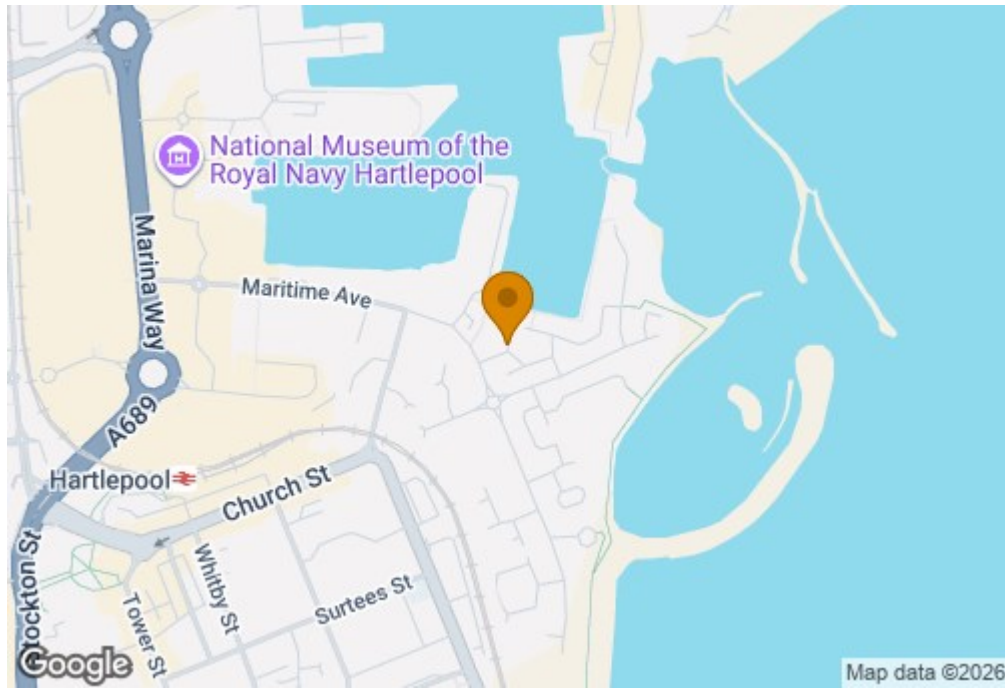 National Museum of the
Royal Navy Hartlepool
Marina Way
Maritime Ave
A689
Hartlepool
Church St
Stockton St
Whitby St
Surtees St
Tower St
Google
Map data ©2026